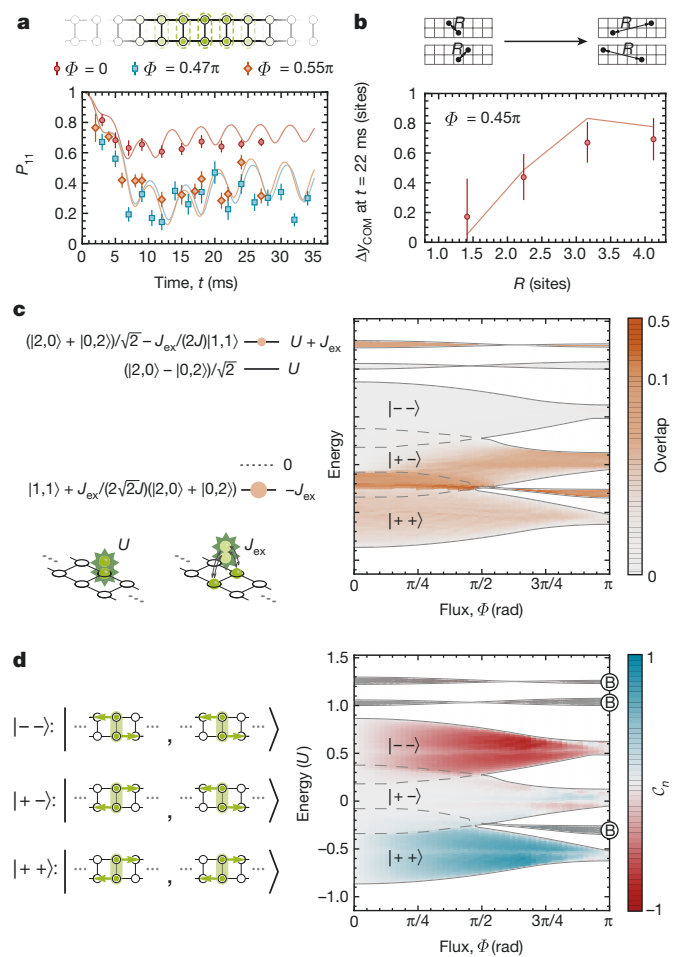 a
b
R
R
R
R
Φ = 0
Φ = 0.47π
Φ = 0.55π
P11
1
0.8
0.6
0.4
0.2
0
0
5
10
15
20
25
30
35
Time, t (ms)
ΔyCOM at t = 22 ms (sites)
1
0.8
0.6
0.4
0.2
0
Φ = 0.45π
1.0
1.5
2.0
2.5
3.0
3.5
4.0
R (sites)
c
(|2,0⟩ + |0,2⟩)/√2 − Jex/(2J)|1,1⟩
U + Jex
(|2,0⟩ − |0,2⟩)/√2
U
0
|1,1⟩ + Jex/(2√2J)(|2,0⟩ + |0,2⟩)
−Jex
U
Jex
Energy
|− −⟩
|+ −⟩
|+ +⟩
0
π/4
π/2
3π/4
π
Flux, Φ (rad)
0.5
0.1
0
Overlap
d
|− −⟩: | , ⟩
|+ −⟩: | , ⟩
|+ +⟩: | , ⟩
Energy (U)
1.5
1.0
0.5
0
−0.5
−1.0
B
B
|− −⟩
|+ −⟩
B
|+ +⟩
0
π/4
π/2
3π/4
π
Flux, Φ (rad)
1
𝒞n
−1